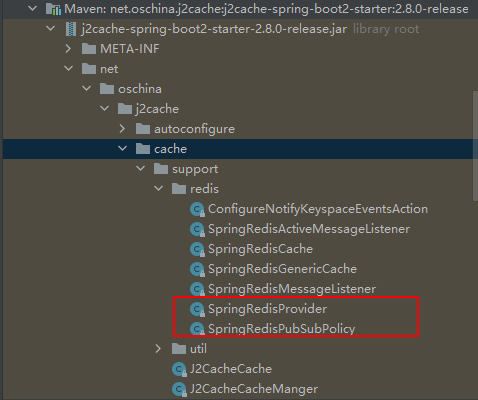 Maven: net.oschina.j2cache:j2cache-spring-boot2-starter:2.8.0-release
j2cache-spring-boot2-starter-2.8.0-release.jar library root
META-INF
net
oschina
j2cache
autoconfigure
cache
support
redis
ConfigureNotifyKeyspaceEventsAction
SpringRedisActiveMessageListener
SpringRedisCache
SpringRedisGenericCache
SpringRedisMessageListener
SpringRedisProvider
SpringRedisPubSubPolicy
util
J2CacheCache
J2CacheCacheManger